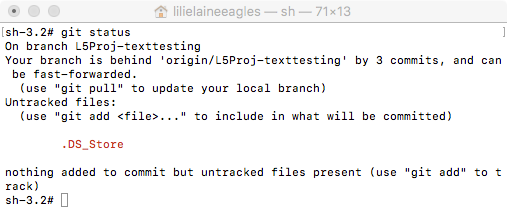 lilielaineeagles — sh — 71×13
[sh-3.2# git status ]
On branch L5Proj-texttesting
Your branch is behind 'origin/L5Proj-texttesting' by 3 commits, and can
 be fast-forwarded.
  (use "git pull" to update your local branch)
Untracked files:
  (use "git add <file>..." to include in what will be committed)
.DS_Store
nothing added to commit but untracked files present (use "git add" to t
rack)
sh-3.2#